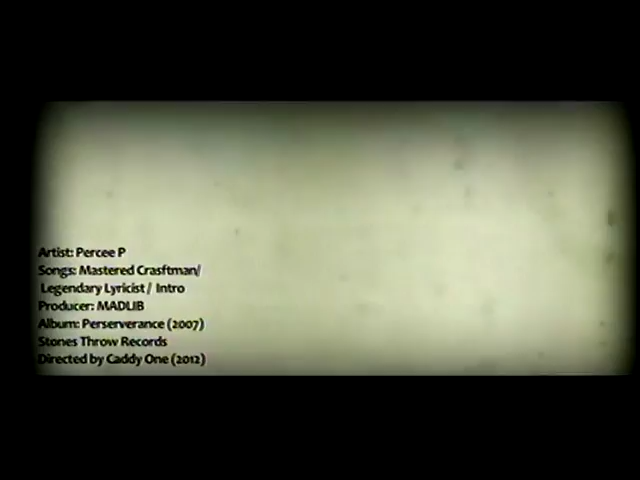 Artist: Percee P
Songs: Mastered Crasftman/
Legendary Lyricist / Intro
Producer: MADLIB
Album: Perserverance (2007)
Stones Throw Records
Directed by Caddy One (2012)